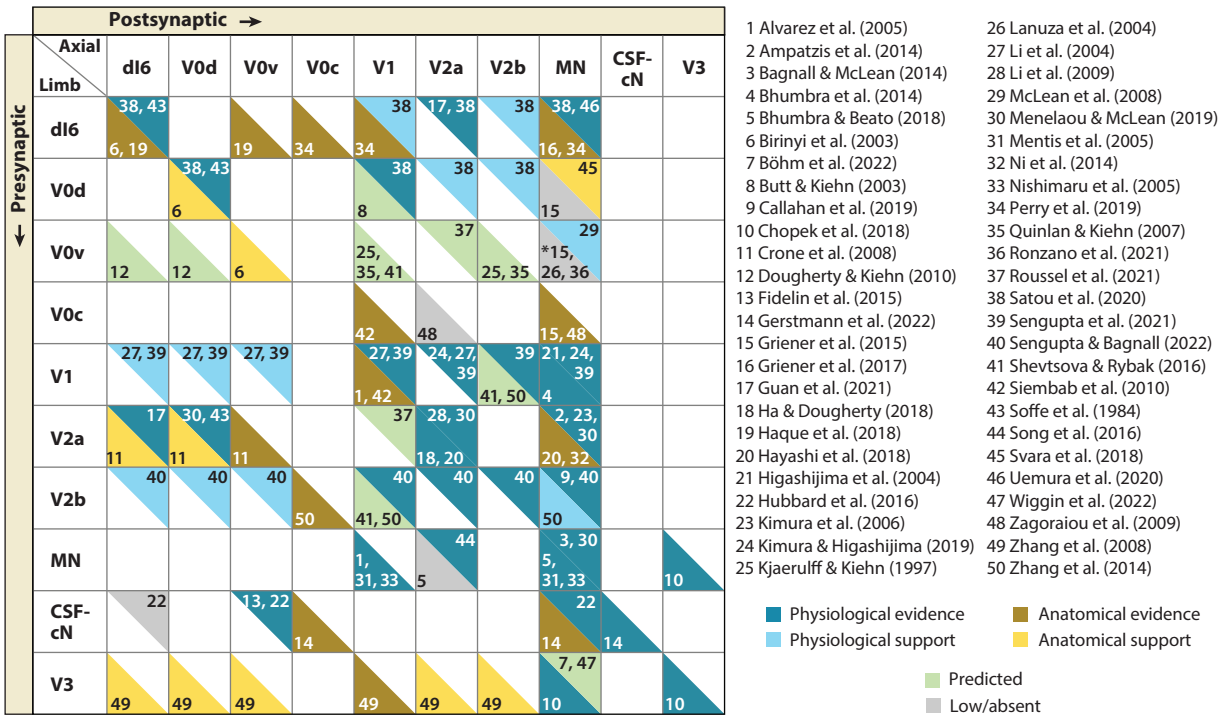 Postsynaptic →
Presynaptic →
Axial
Limb
dI6 V0d V0v V0c V1 V2a V2b MN CSF-cN V3
dI6
38, 43 38 17, 38 38 38, 46
6, 19 19 34 34 16, 34
V0d
38, 43 38 38 38 45
6 8 15
V0v
37 29
12 12 6 25, 35, 41 25, 35 *15, 26, 36
V0c
42 48 15, 48
V1
27, 39 27, 39 27, 39 27, 39 24, 27, 39 39 21, 24, 39
1, 42 41, 50 4
V2a
17 30, 43 37 28, 30 2, 23, 30
11 11 11 18, 20 20, 32
V2b
40 40 40 40 40 40 9, 40
50 41, 50 50
MN
44 3, 30
1, 31, 33 5 5, 31, 33 10
CSF-cN
22 13, 22 22
14 14 14
V3
7, 47
49 49 49 49 49 49 10 10
1 Alvarez et al. (2005)
2 Ampatzis et al. (2014)
3 Bagnall & McLean (2014)
4 Bhumbra et al. (2014)
5 Bhumbra & Beato (2018)
6 Birinyi et al. (2003)
7 Böhm et al. (2022)
8 Butt & Kiehn (2003)
9 Callahan et al. (2019)
10 Chopek et al. (2018)
11 Crone et al. (2008)
12 Dougherty & Kiehn (2010)
13 Fidelin et al. (2015)
14 Gerstmann et al. (2022)
15 Griener et al. (2015)
16 Griener et al. (2017)
17 Guan et al. (2021)
18 Ha & Dougherty (2018)
19 Haque et al. (2018)
20 Hayashi et al. (2018)
21 Higashijima et al. (2004)
22 Hubbard et al. (2016)
23 Kimura et al. (2006)
24 Kimura & Higashijima (2019)
25 Kjaerulff & Kiehn (1997)
26 Lanuza et al. (2004)
27 Li et al. (2004)
28 Li et al. (2009)
29 McLean et al. (2008)
30 Menelaou & McLean (2019)
31 Mentis et al. (2005)
32 Ni et al. (2014)
33 Nishimaru et al. (2005)
34 Perry et al. (2019)
35 Quinlan & Kiehn (2007)
36 Ronzano et al. (2021)
37 Roussel et al. (2021)
38 Satou et al. (2020)
39 Sengupta et al. (2021)
40 Sengupta & Bagnall (2022)
41 Shevtsova & Rybak (2016)
42 Siembab et al. (2010)
43 Soffe et al. (1984)
44 Song et al. (2016)
45 Svara et al. (2018)
46 Uemura et al. (2020)
47 Wiggin et al. (2022)
48 Zagoraiou et al. (2009)
49 Zhang et al. (2008)
50 Zhang et al. (2014)
Physiological evidence
Anatomical evidence
Physiological support
Anatomical support
Predicted
Low/absent